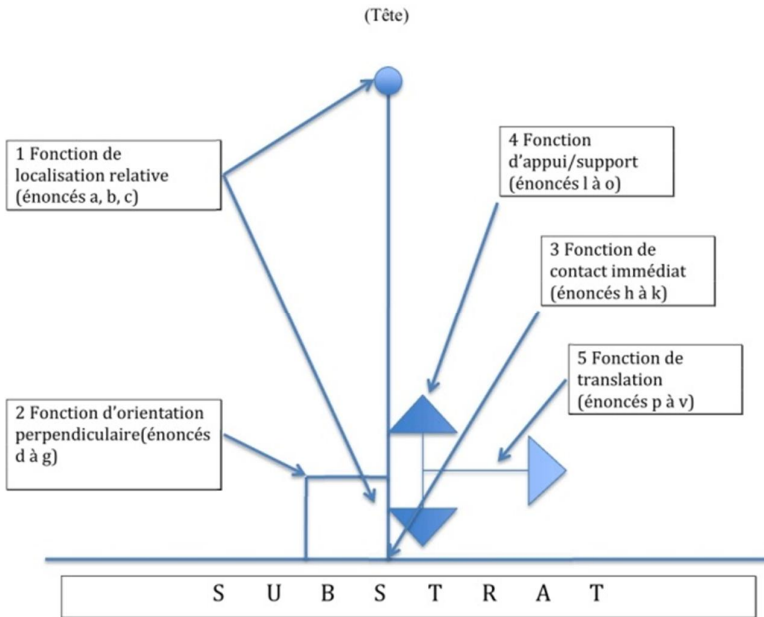 (Tête)
1 Fonction de
localisation relative
(énoncés a, b, c)
4 Fonction
d'appui/support
(énoncés l à o)
3 Fonction de
contact immédiat
(énoncés h à k)
5 Fonction de
translation
(énoncés p à v)
2 Fonction d'orientation
perpendiculaire(énoncés
d à g)
S U B S T R A T